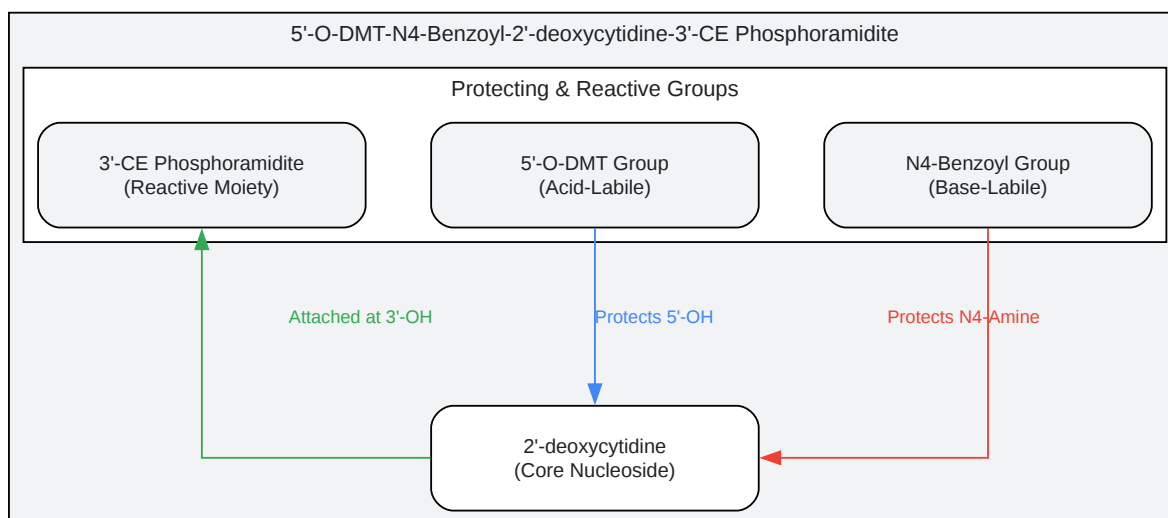 5'-O-DMT-N4-Benzoyl-2'-deoxycytidine-3'-CE Phosphoramidite
Protecting & Reactive Groups
3'-CE Phosphoramidite
(Reactive Moiety)
5'-O-DMT Group
(Acid-Labile)
N4-Benzoyl Group
(Base-Labile)
Attached at 3'-OH
Protects 5'-OH
Protects N4-Amine
2'-deoxycytidine
(Core Nucleoside)